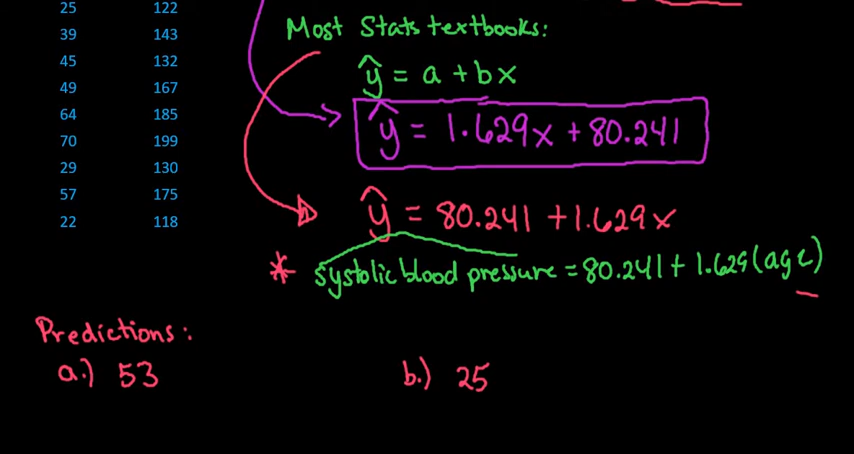 25 122
39 143
45 132
49 167
64 185
70 199
29 130
57 175
22 118
Most Stats textbooks:
ŷ = a + bx
ŷ = 1.629x + 80.241
ŷ = 80.241 + 1.629x
* systolic blood pressure = 80.241 + 1.629(age)
Predictions:
a.) 53 b.) 25